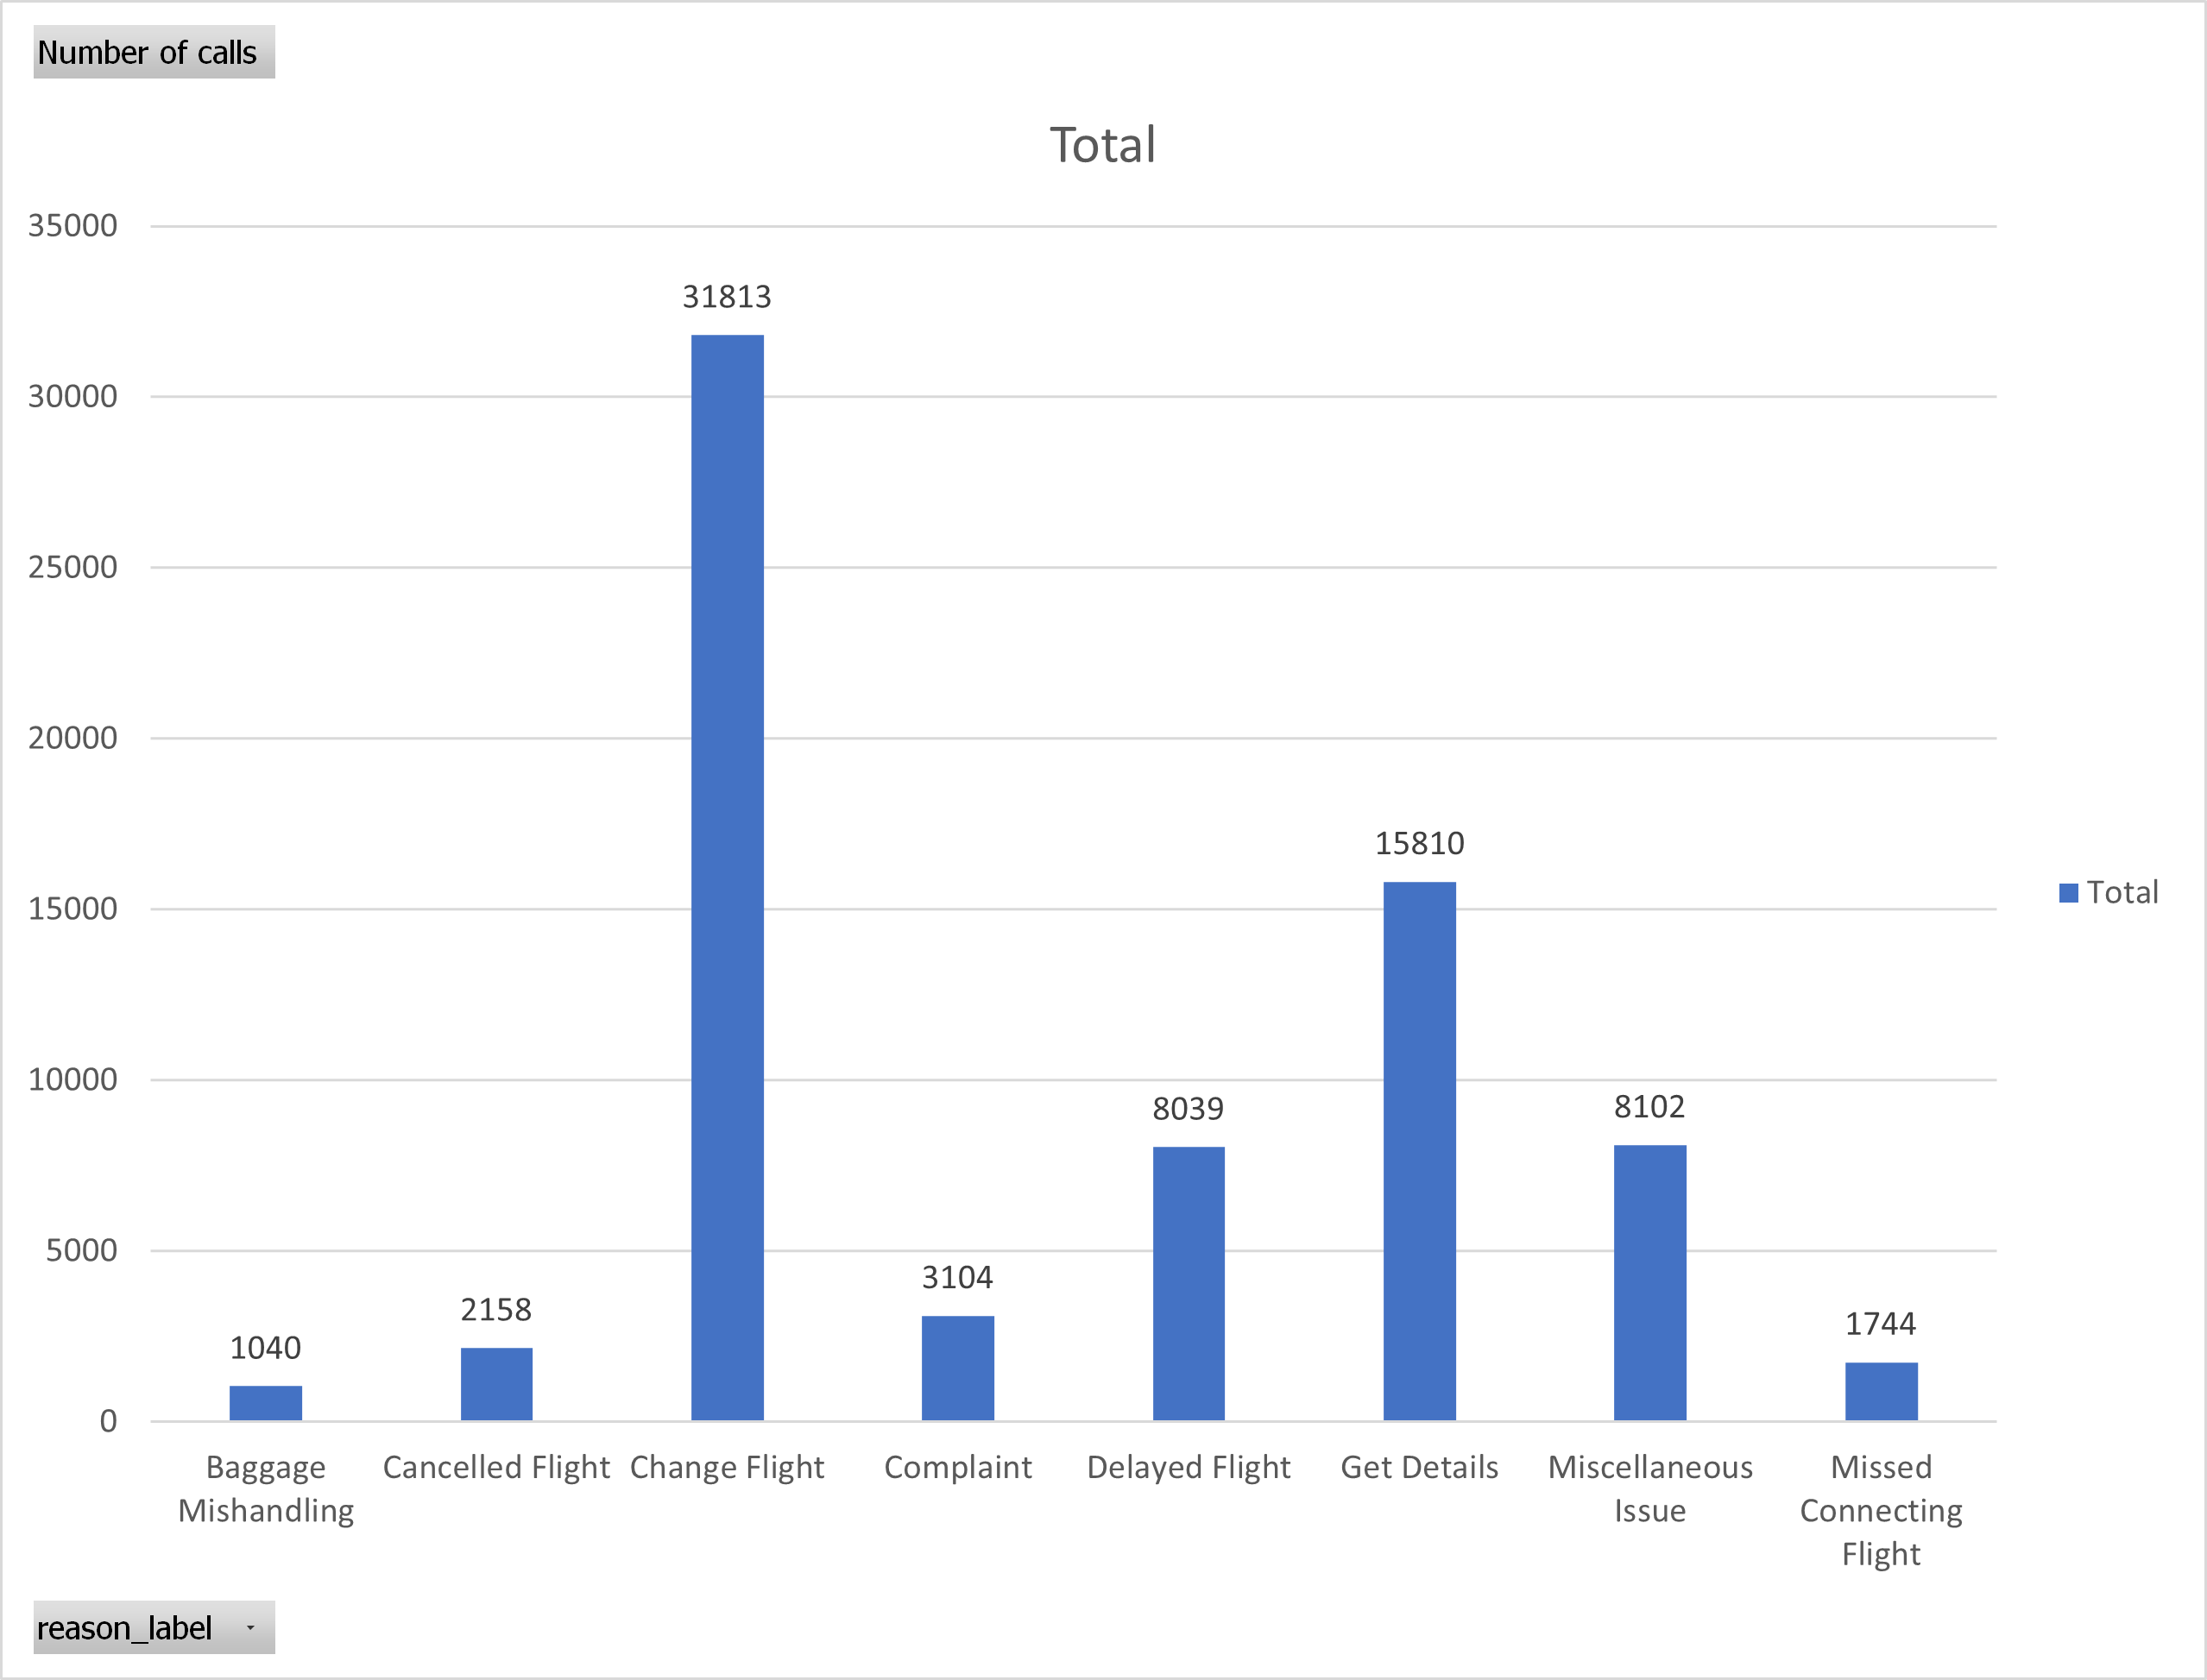 Number of calls
Total
35000
31813
30000
25000
20000
15810
Total
15000
10000
8039
8102
5000
3104
2158
1744
1040
0
Baggage Mishandling
Cancelled Flight
Change Flight
Complaint
Delayed Flight
Get Details
Miscellaneous Issue
Missed Connecting Flight
reason_label